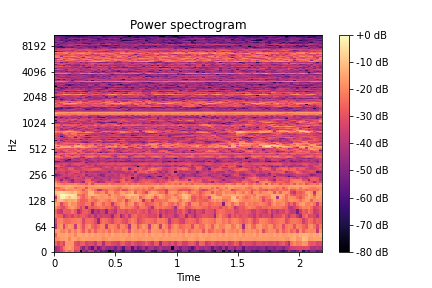 Power spectrogram
8192
4096
2048
1024
512
256
128
64
0
Hz
0
0.5
1
1.5
2
Time
+0 dB
-10 dB
-20 dB
-30 dB
-40 dB
-50 dB
-60 dB
-70 dB
-80 dB